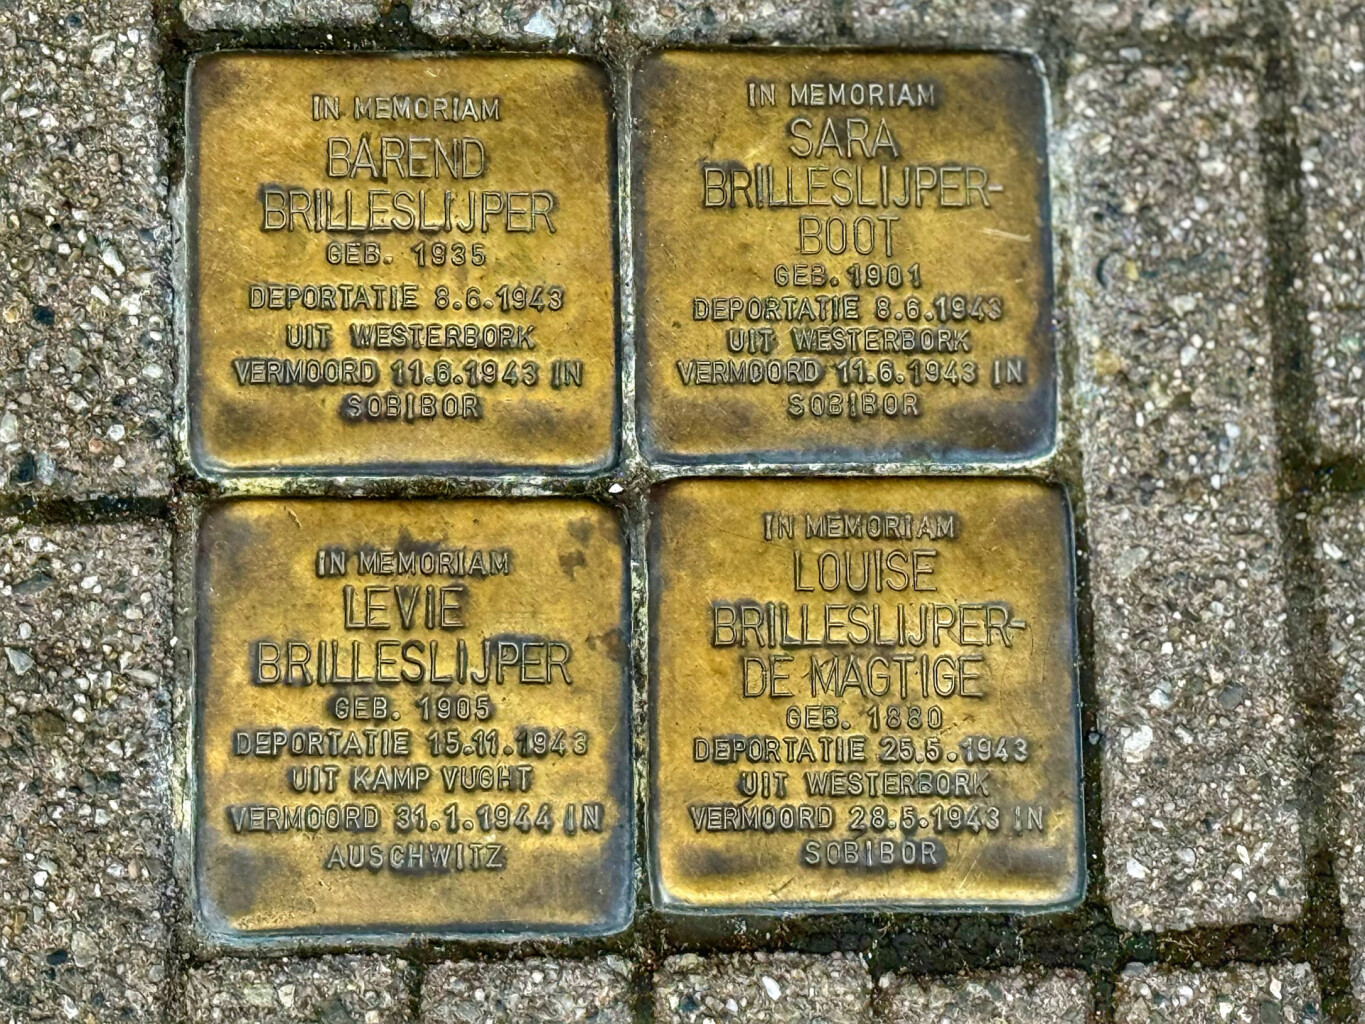 IN MEMORIAM
BAREND
BRILLESLIJPER
GEB. 1935
DEPORTATIE 8.6.1943
UIT WESTERBORK
VERMOORD 11.6.1943 IN
SOBIBOR
IN MEMORIAM
SARA
BRILLESLIJPER-
BOOT
GEB. 1901
DEPORTATIE 8.6.1943
UIT WESTERBORK
VERMOORD 11.6.1943 IN
SOBIBOR
IN MEMORIAM
LEVIE
BRILLESLIJPER
GEB. 1905
DEPORTATIE 15.11.1943
UIT KAMP VUGHT
VERMOORD 31.1.1944 IN
AUSCHWITZ
IN MEMORIAM
LOUISE
BRILLESLIJPER-
DE MAGTIGE
GEB. 1880
DEPORTATIE 25.5.1943
UIT WESTERBORK
VERMOORD 28.5.1943 IN
SOBIBOR